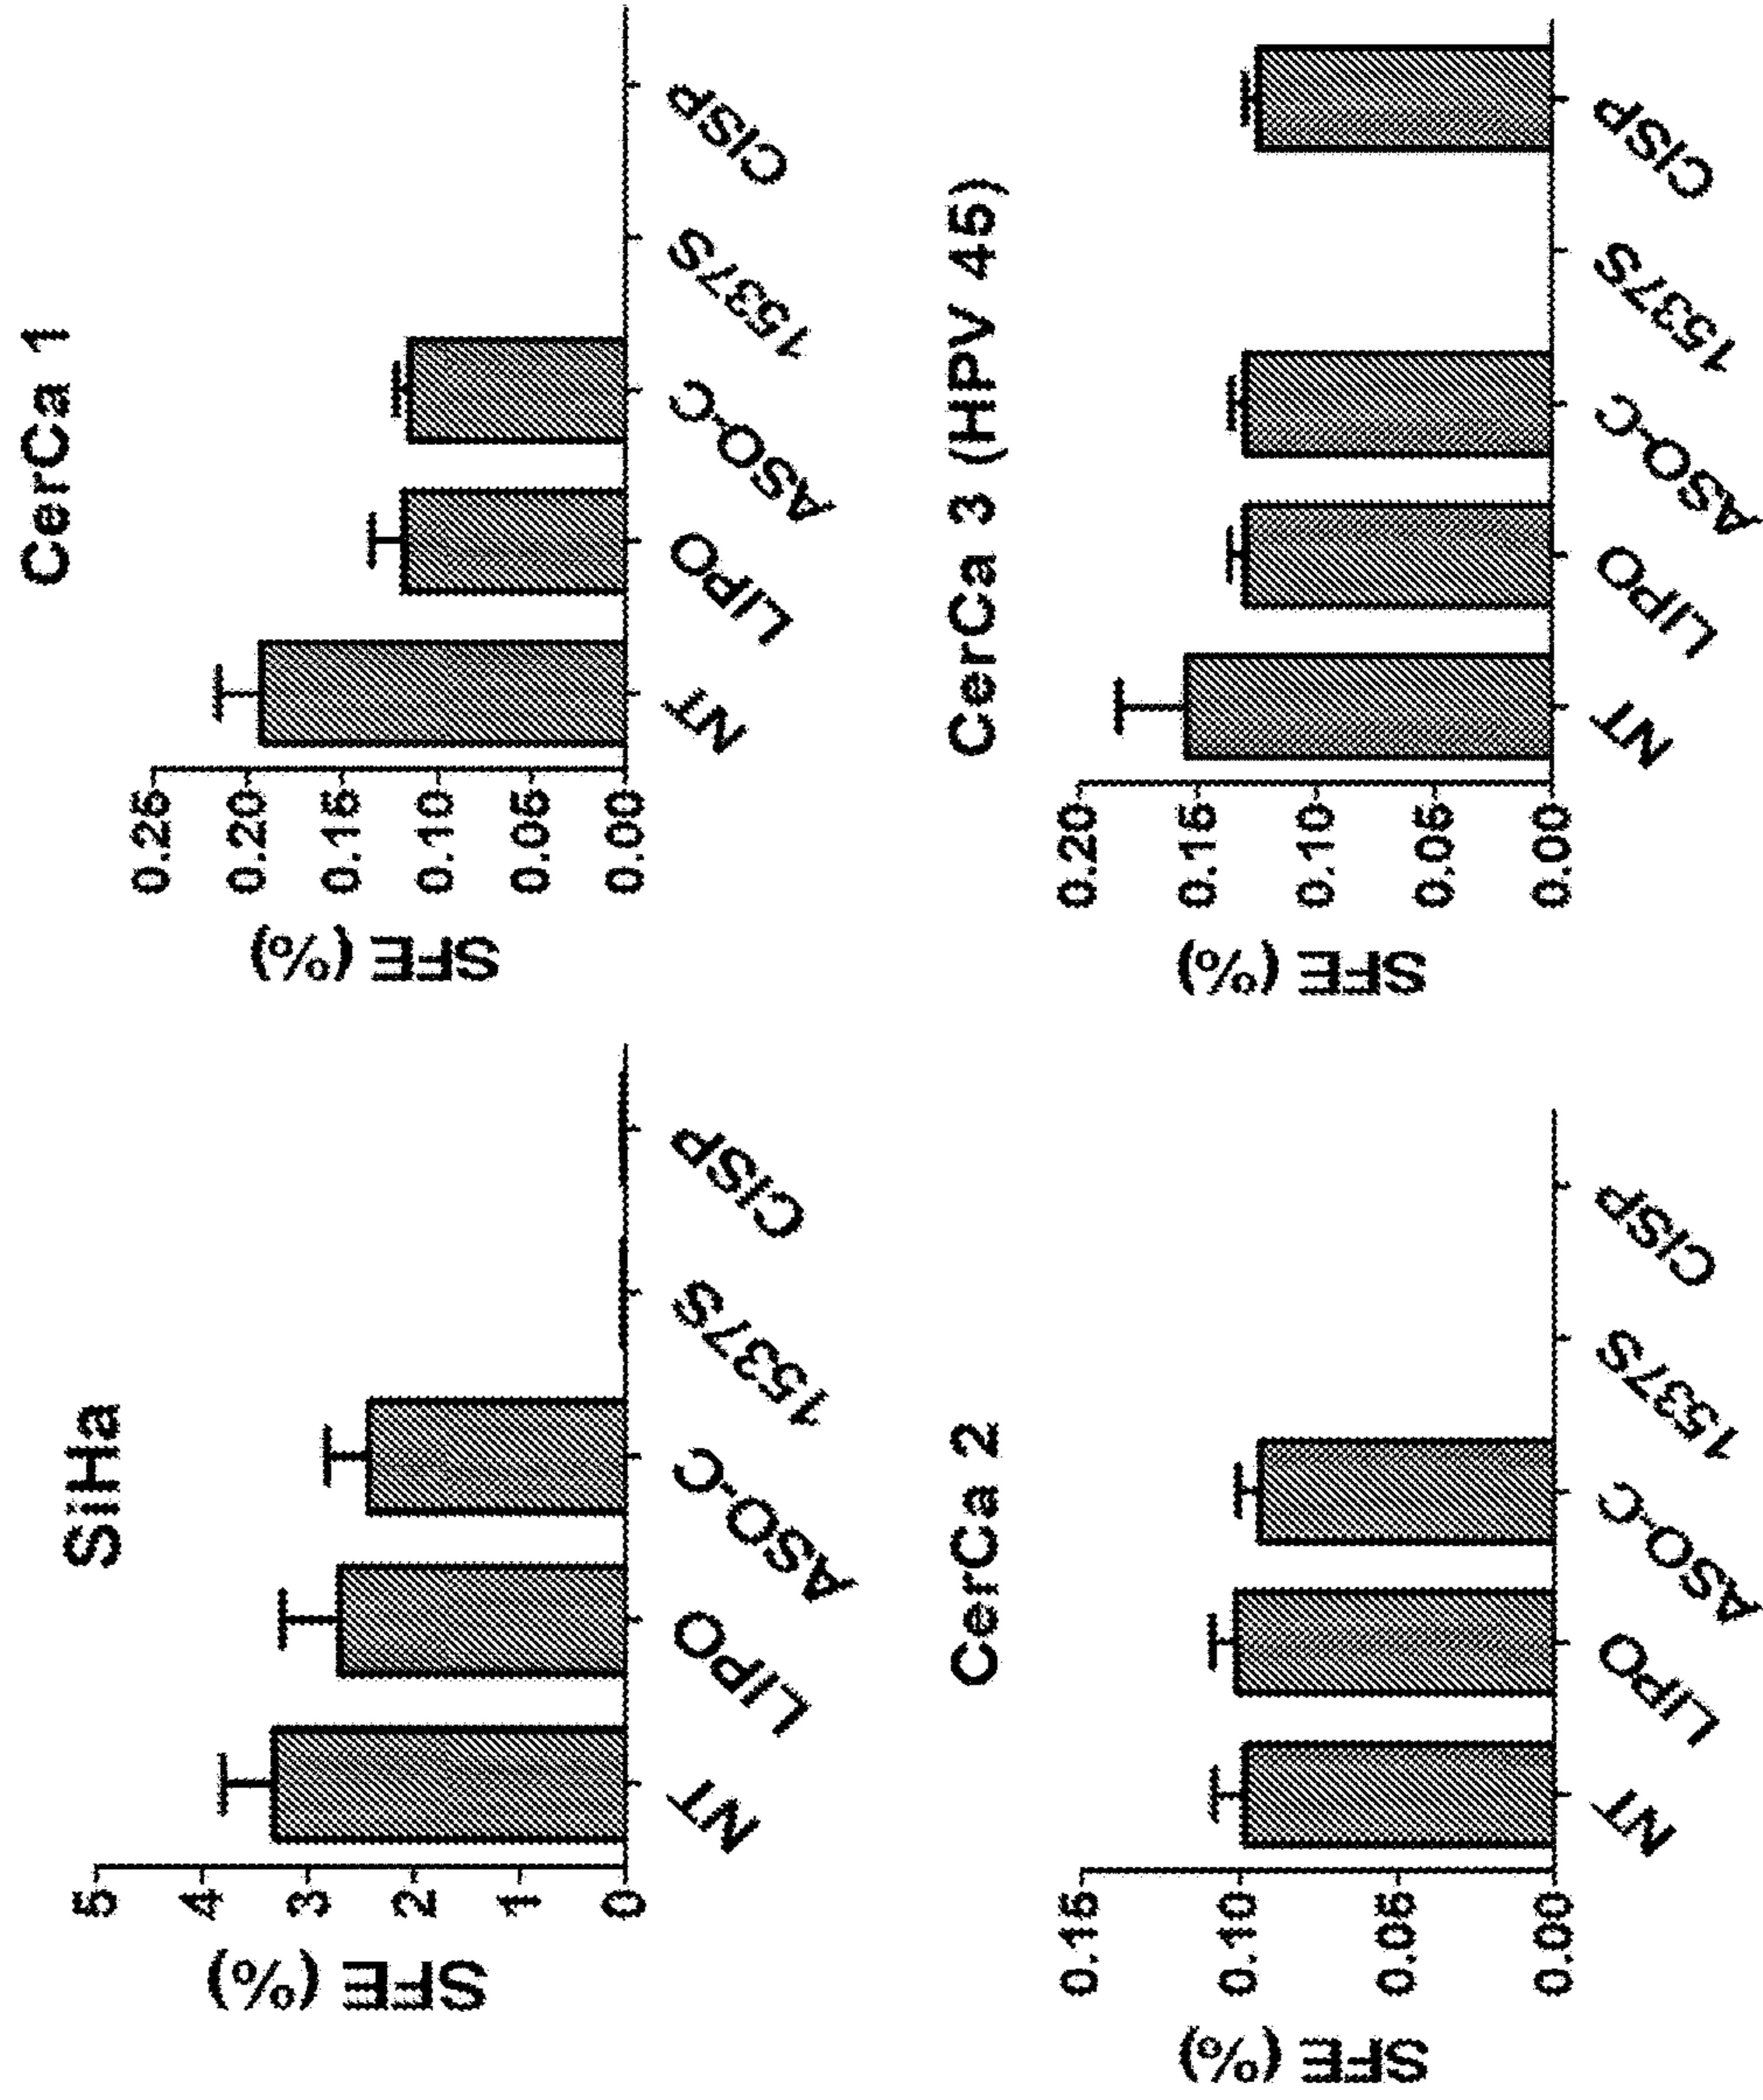 SiHa
SFE (%)
5
4
3
2
1
0
NT
LIPO
ASO-C
1537S
CISP
CerCa 1
SFE (%)
0.25
0.20
0.15
0.10
0.05
0.00
NT
LIPO
ASO-C
1537S
CISP
CerCa 2
SFE (%)
0.15
0.10
0.05
0.00
NT
LIPO
ASO-C
1537S
CISP
CerCa 3 (HPV 45)
SFE (%)
0.20
0.15
0.10
0.05
0.00
NT
LIPO
ASO-C
1537S
CISP